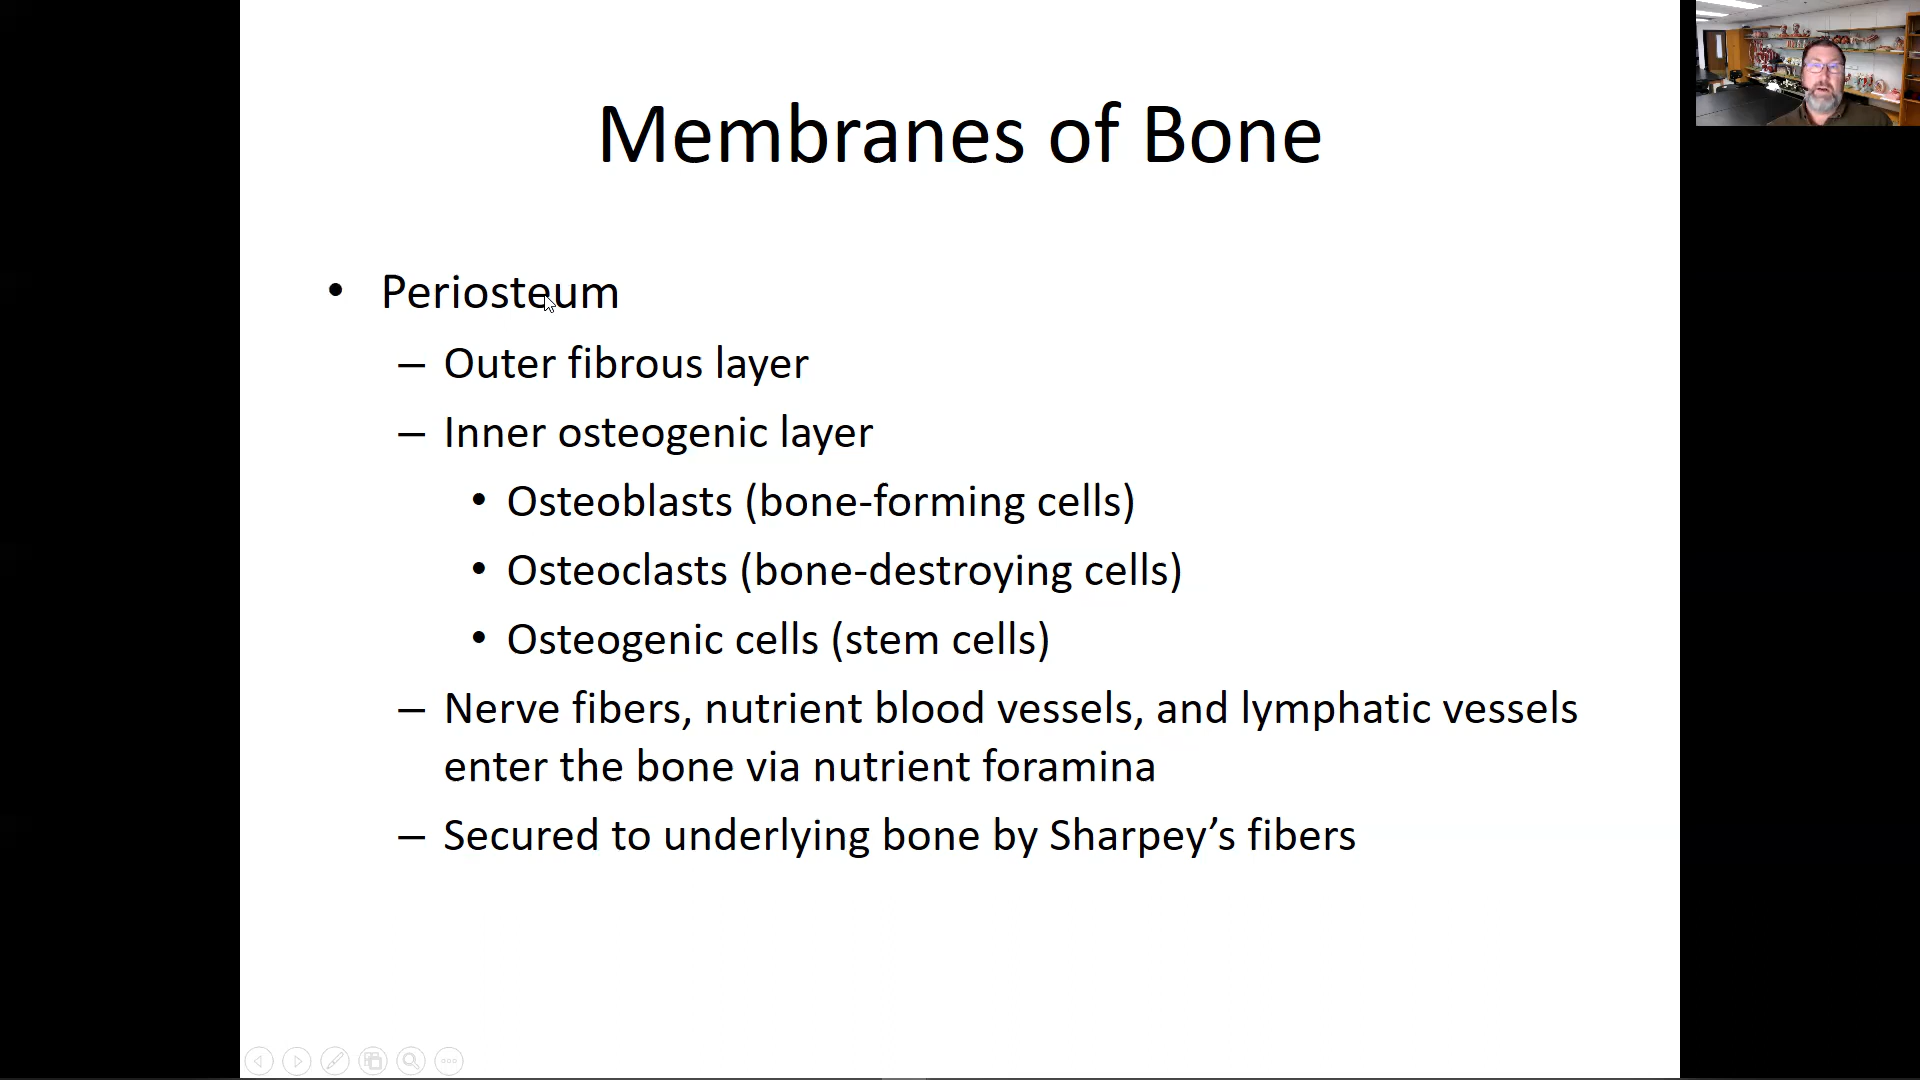 Membranes of Bone
• Periosteum
– Outer fibrous layer
– Inner osteogenic layer
• Osteoblasts (bone-forming cells)
• Osteoclasts (bone-destroying cells)
• Osteogenic cells (stem cells)
– Nerve fibers, nutrient blood vessels, and lymphatic vessels
enter the bone via nutrient foramina
– Secured to underlying bone by Sharpey’s fibers